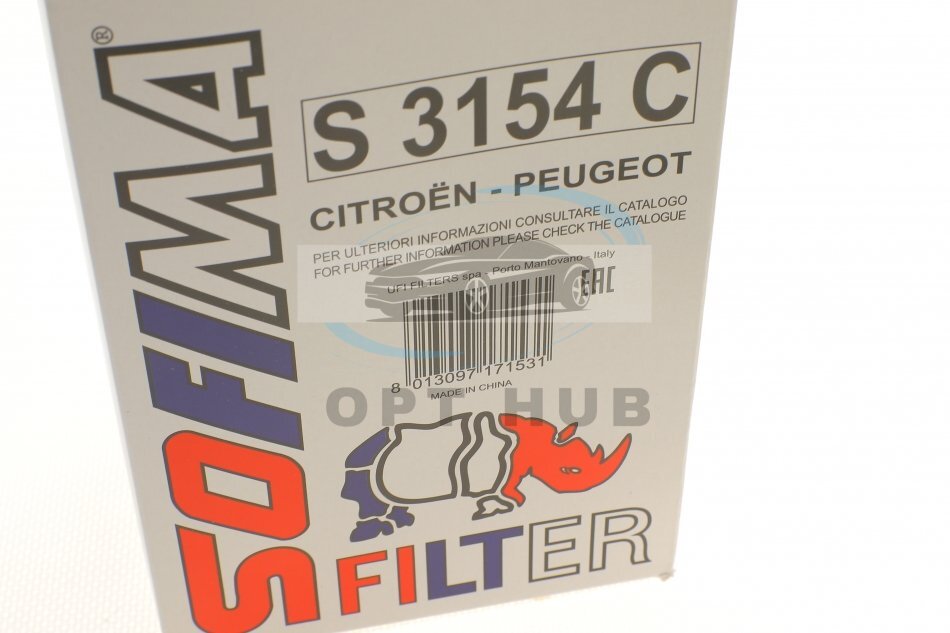 SOFIMA®
S 3154 C
CITROËN - PEUGEOT
PER ULTERIORI INFORMAZIONI CONSULTARE IL CATALOGO
FOR FURTHER INFORMATION PLEASE CHECK THE CATALOGUE
UFI FILTERS spa - Porto Mantovano - Italy
EAC
8 013097 171531
MADE IN CHINA
OPT HUB
FILTER